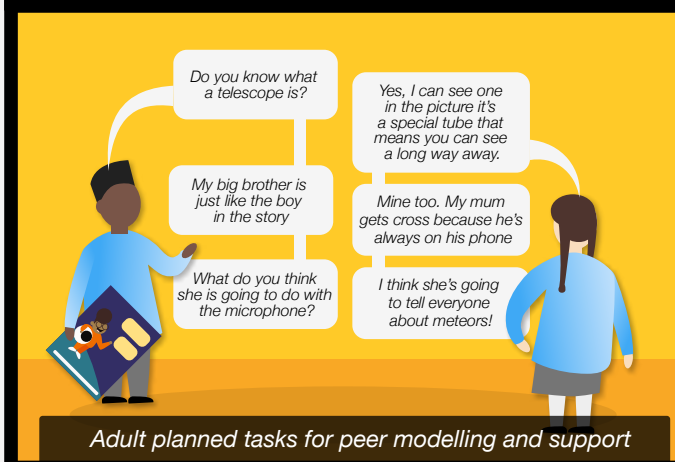 Do you know what
a telescope is?
Yes, I can see one
in the picture it's
a special tube that
means you can see
a long way away.
My big brother is
just like the boy
in the story
Mine too. My mum
gets cross because he's
always on his phone
What do you think
she is going to do with
the microphone?
I think she's going
to tell everyone
about meteors!
Adult planned tasks for peer modelling and support